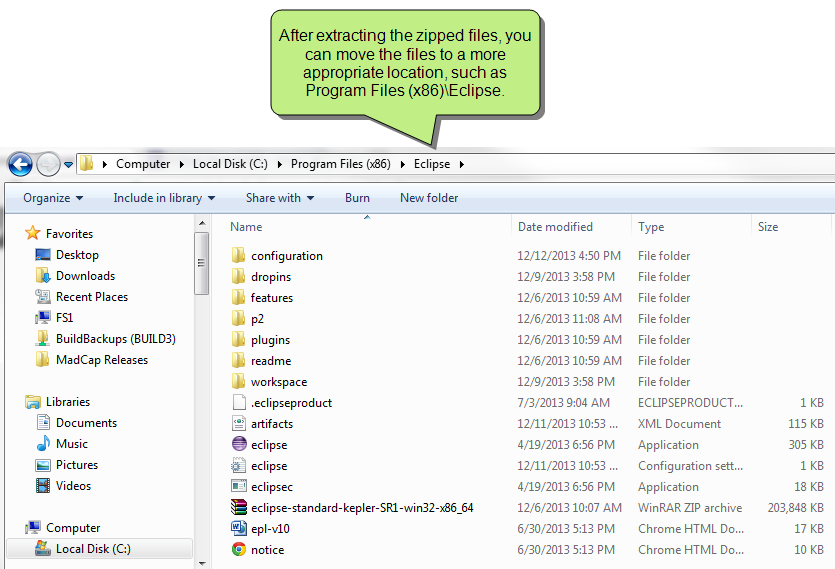 After extracting the zipped files, you
can move the files to a more
appropriate location, such as
Program Files (x86)\Eclipse.
Computer Local Disk (C:) Program Files (x86) Eclipse
Organize Include in library Share with Burn New folder
Favorites
Desktop
Downloads
Recent Places
FS1
BuildBackups (BUILD3)
MadCap Releases
Libraries
Documents
Music
Pictures
Videos
Computer
Local Disk (C:)
Name Date modified Type Size
configuration 12/12/2013 4:50 PM File folder
dropins 12/9/2013 3:58 PM File folder
features 12/6/2013 10:59 AM File folder
p2 12/6/2013 11:08 AM File folder
plugins 12/6/2013 10:59 AM File folder
readme 12/6/2013 10:59 AM File folder
workspace 12/9/2013 3:58 PM File folder
.eclipseproduct 7/3/2013 9:04 AM ECLIPSEPRODUCT... 1 KB
artifacts 12/11/2013 10:53 ... XML Document 115 KB
eclipse 4/19/2013 6:56 PM Application 305 KB
eclipse 12/11/2013 10:53 ... Configuration sett... 1 KB
eclipsec 4/19/2013 6:56 PM Application 18 KB
eclipse-standard-kepler-SR1-win32-x86_64 12/6/2013 10:07 AM WinRAR ZIP archive 203,848 KB
epl-v10 6/30/2013 5:13 PM Chrome HTML Do... 17 KB
notice 6/30/2013 5:13 PM Chrome HTML Do... 10 KB